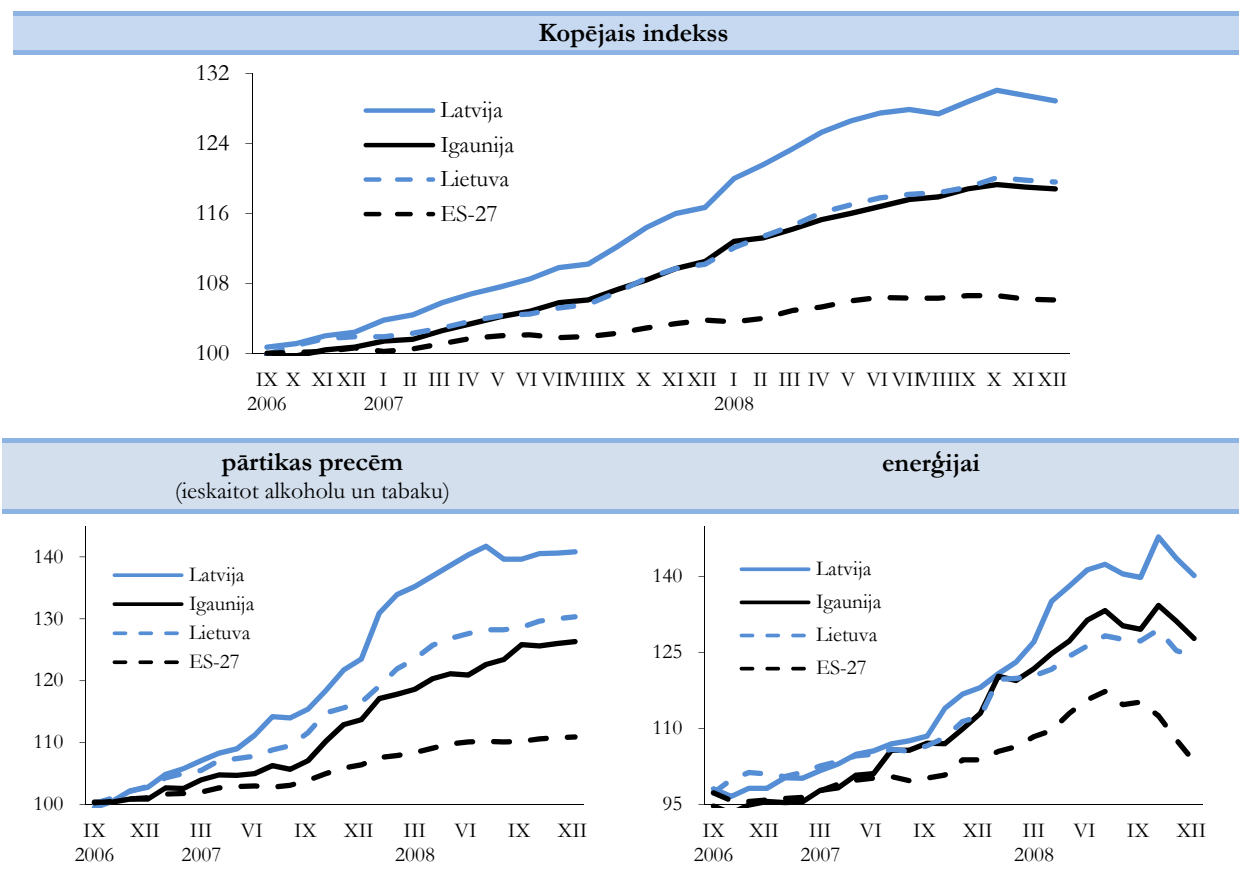 Kopējais indekss
132
124
116
108
100
Latvija
Igaunija
Lietuva
ES-27
IX X XI XII I II III IV V VI VII VIII IX X XI XII I II III IV V VI VII VIII IX X XI XII
2006 2007 2008
pārtikas precēm
(ieskaitot alkoholu un tabaku)
140
130
120
110
100
Latvija
Igaunija
Lietuva
ES-27
IX XII III VI IX XII III VI IX XII
2006 2007 2008
enerģijai
140
125
110
95
Latvija
Igaunija
Lietuva
ES-27
IX XII III VI IX XII III VI IX XII
2006 2007 2008